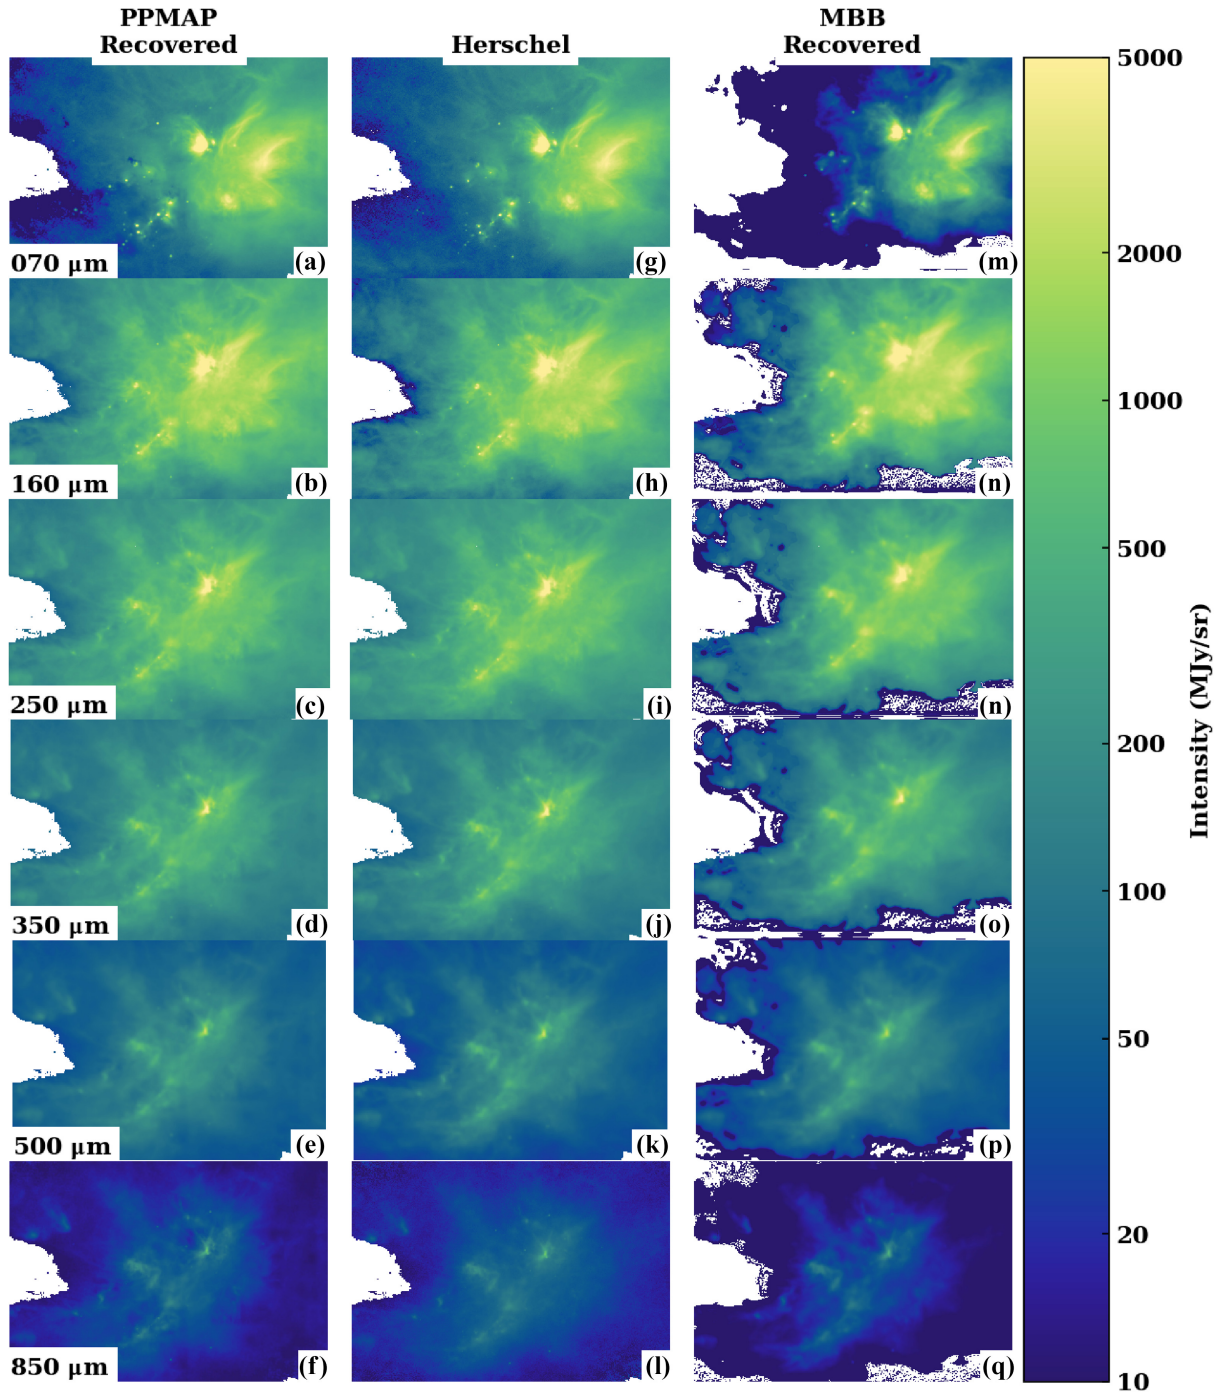 PPMAP
Recovered
Herschel
MBB
Recovered
070 µm
(a)
(g)
(m)
160 µm
(b)
(h)
(n)
250 µm
(c)
(i)
(n)
350 µm
(d)
(j)
(o)
500 µm
(e)
(k)
(p)
850 µm
(f)
(l)
(q)
5000
2000
1000
500
200
100
50
20
10
Intensity (MJy/sr)